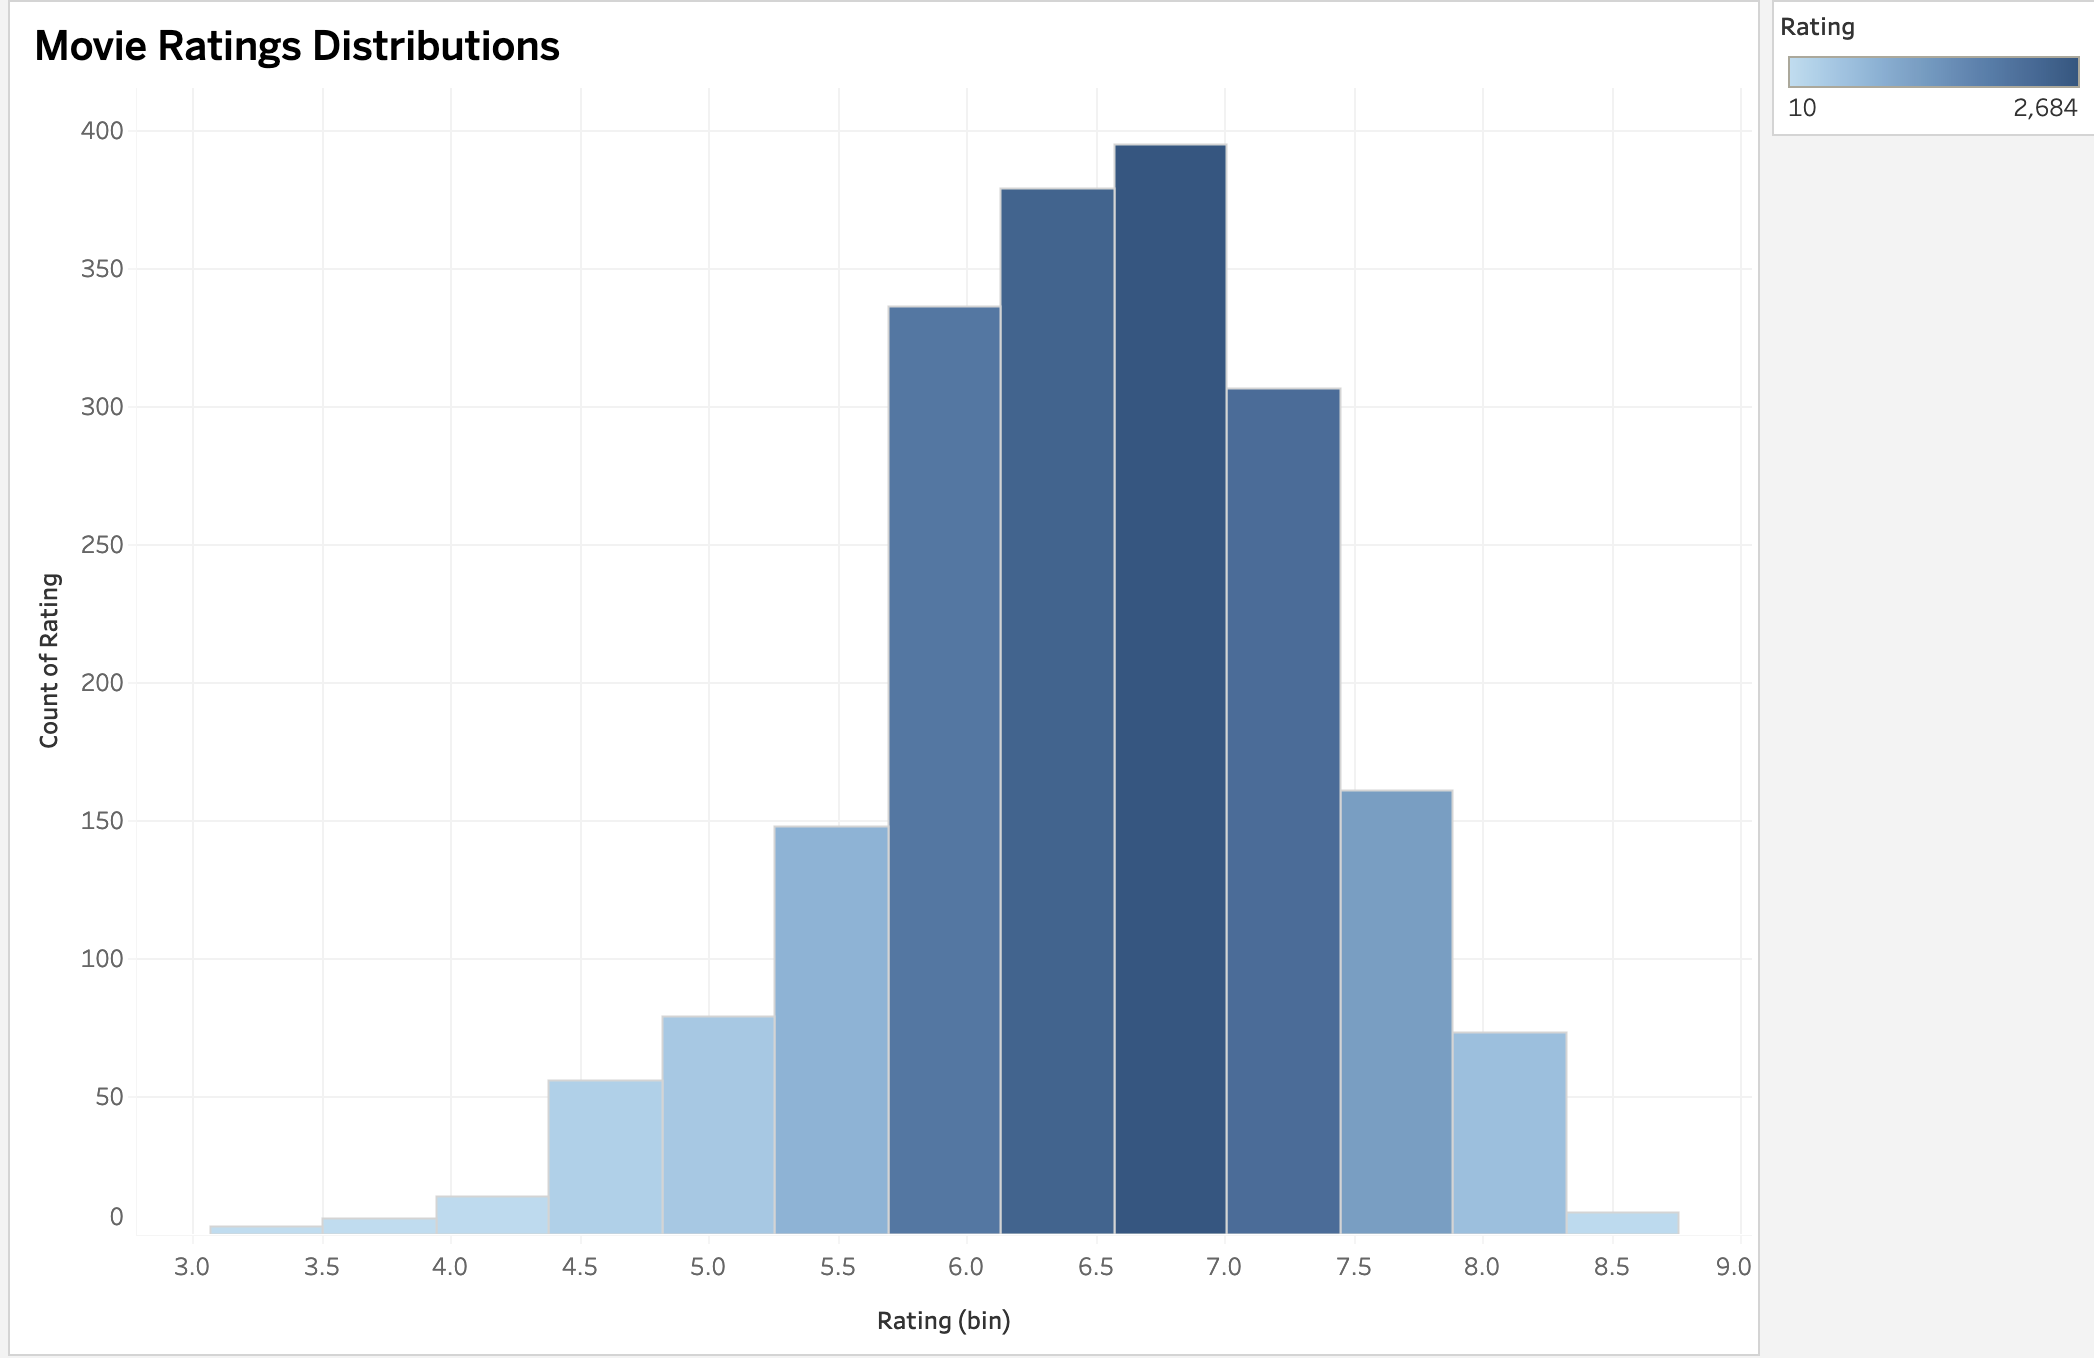 Movie Ratings Distributions
Rating
10 2,684
400
350
300
250
200
150
100
50
0
Count of Rating
3.0 3.5 4.0 4.5 5.0 5.5 6.0 6.5 7.0 7.5 8.0 8.5 9.0
Rating (bin)